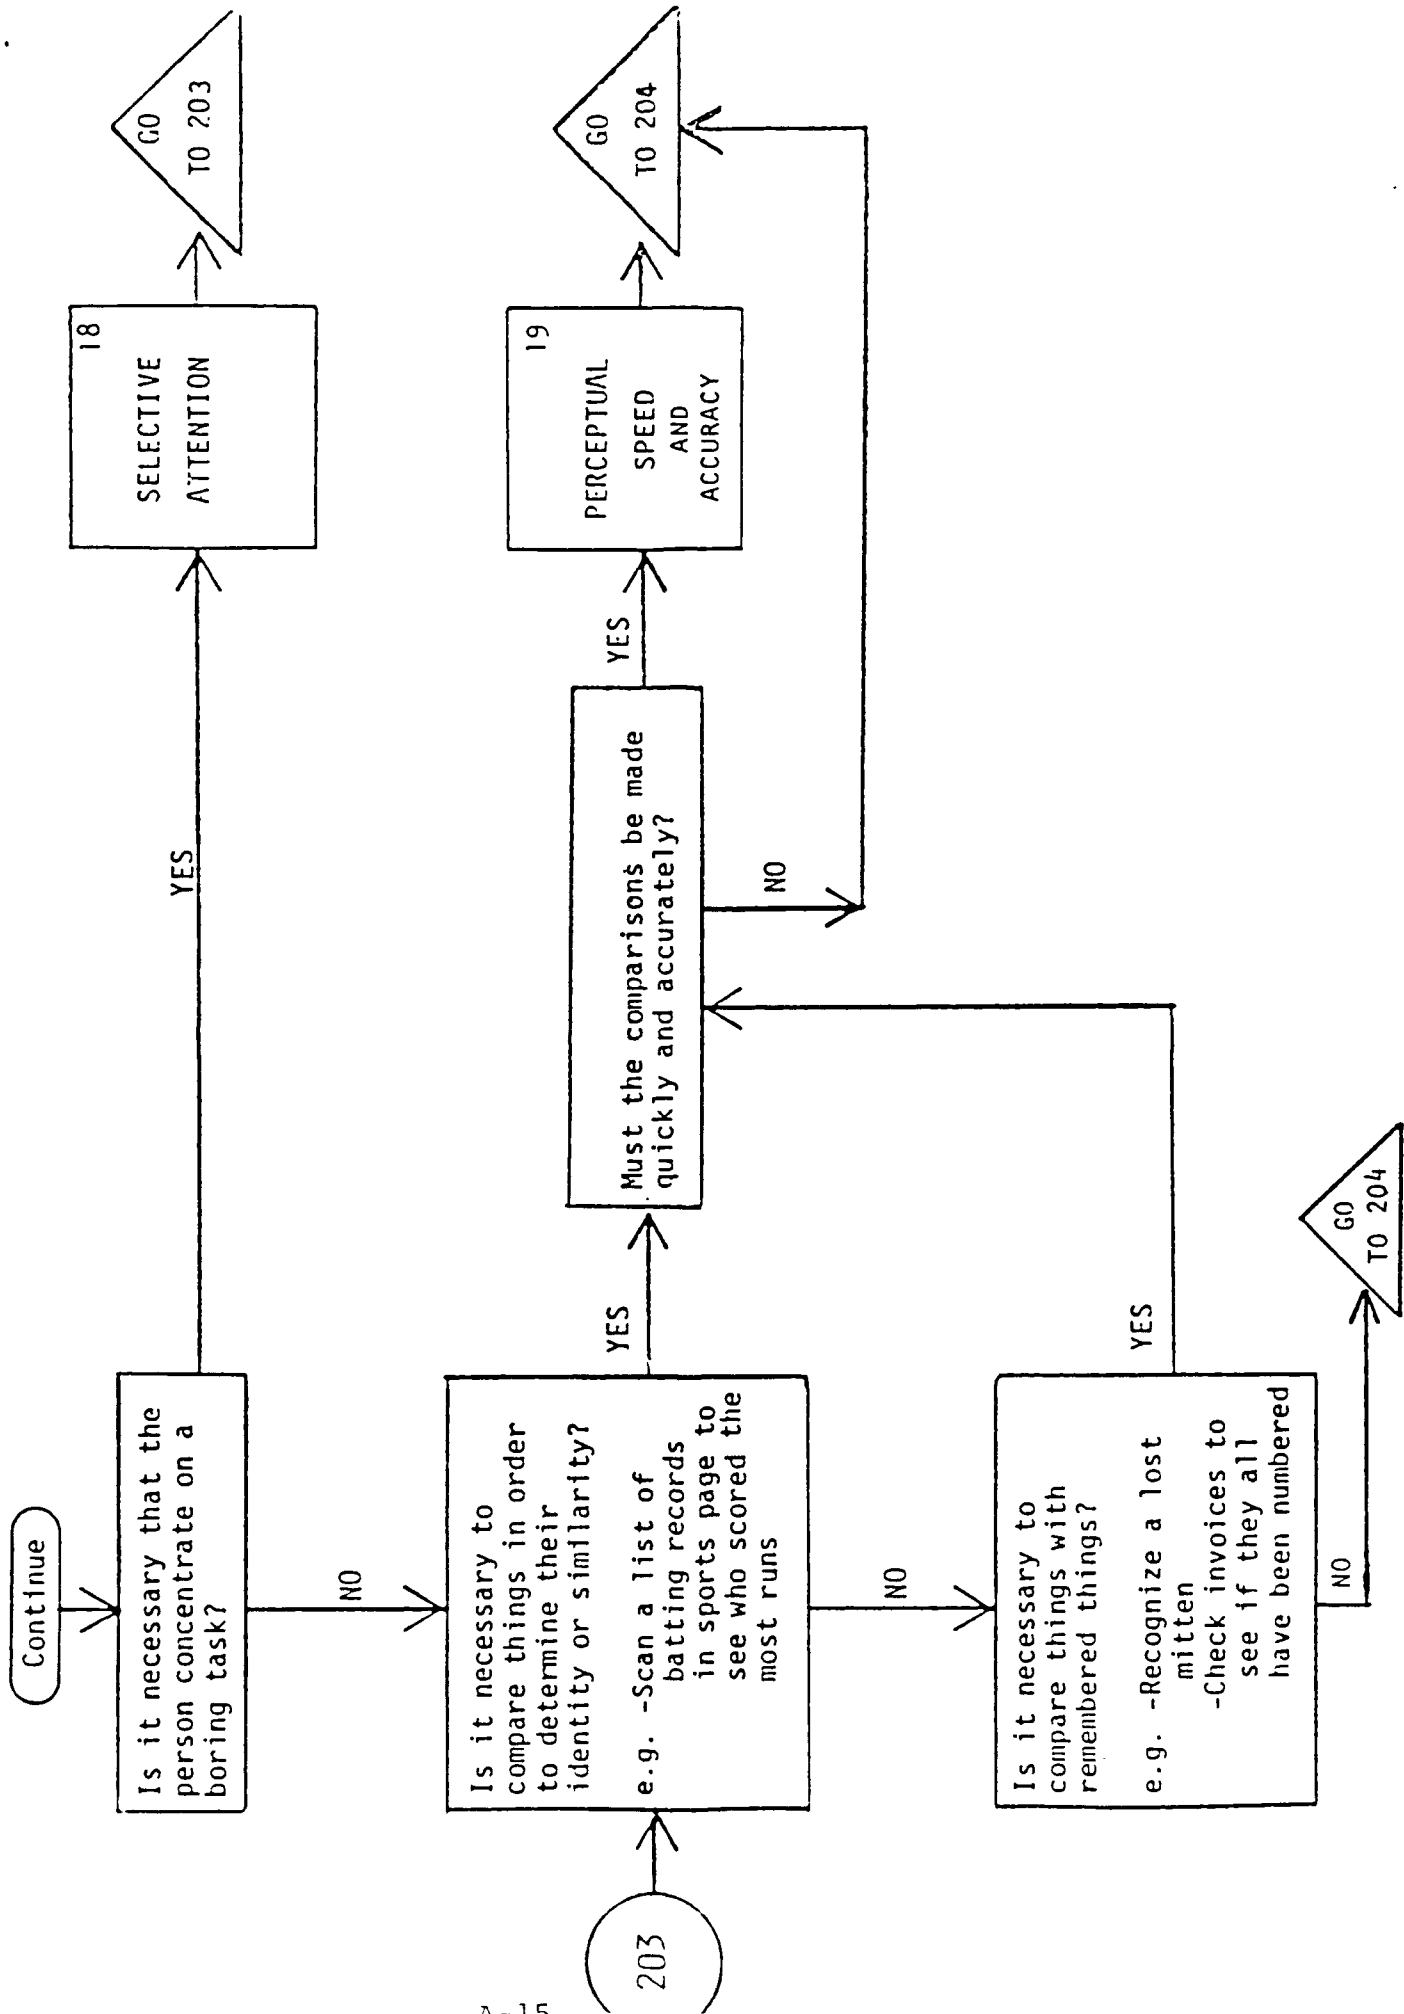 Continue
Is it necessary that the
person concentrate on a
boring task?
YES
18
SELECTIVE
ATTENTION
GO
TO 203
NO
203
Is it necessary to
compare things in order
to determine their
identity or similarity?
e.g. -Scan a list of
batting records
in sports page to
see who scored the
most runs
YES
Must the comparisons be made
quickly and accurately?
YES
19
PERCEPTUAL
SPEED
AND
ACCURACY
GO
TO 204
NO
NO
Is it necessary to
compare things with
remembered things?
e.g. -Recognize a lost
mitten
-Check invoices to
see if they all
have been numbered
YES
NO
GO
TO 204
A-15